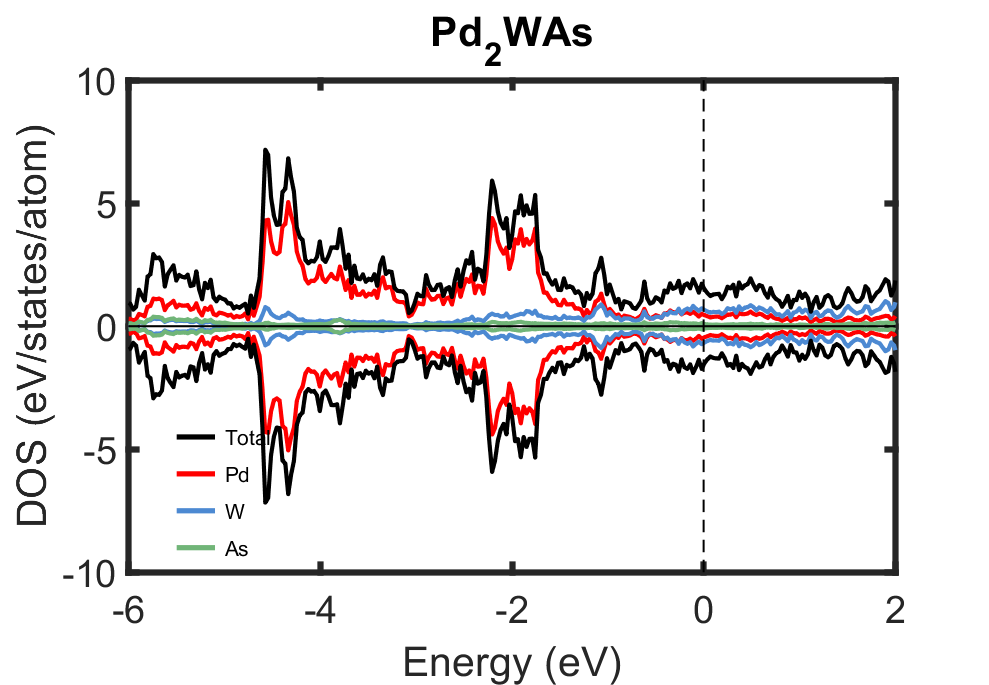 Pd2WAs
DOS (eV/states/atom)
10
5
0
-5
-10
Total
Pd
W
As
-6 -4 -2 0 2
Energy (eV)